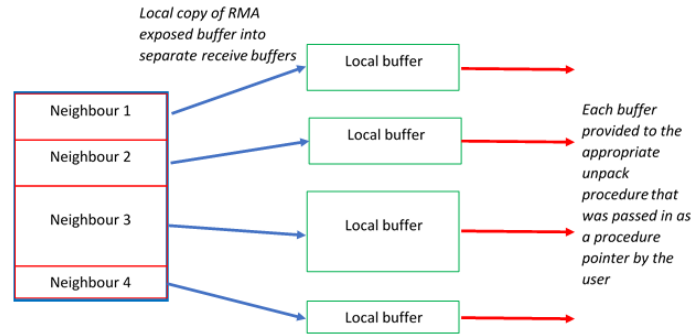 Local copy of RMA
exposed buffer into
separate receive buffers
Neighbour 1
Neighbour 2
Neighbour 3
Neighbour 4
Local buffer
Local buffer
Local buffer
Local buffer
Each buffer
provided to the
appropriate
unpack
procedure that
was passed in as
a procedure
pointer by the
user